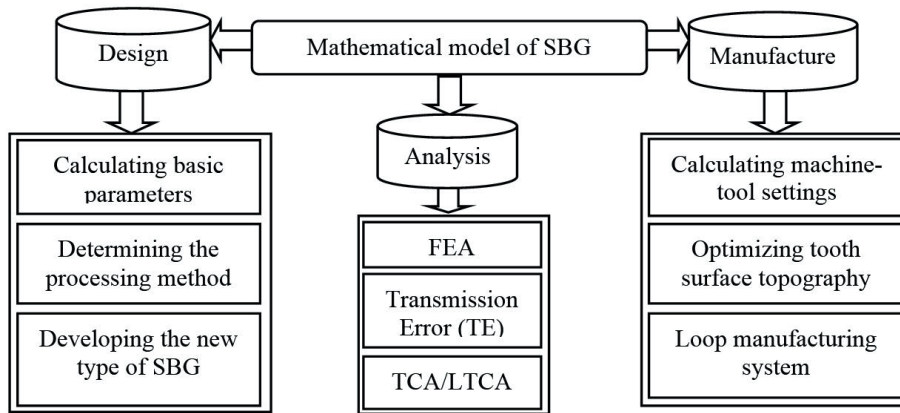 Mathematical model of SBG
Design
Calculating basic
parameters
Determining the
processing method
Developing the new
type of SBG
Analysis
FEA
Transmission
Error (TE)
TCA/LTCA
Manufacture
Calculating machine-
tool settings
Optimizing tooth
surface topography
Loop manufacturing
system